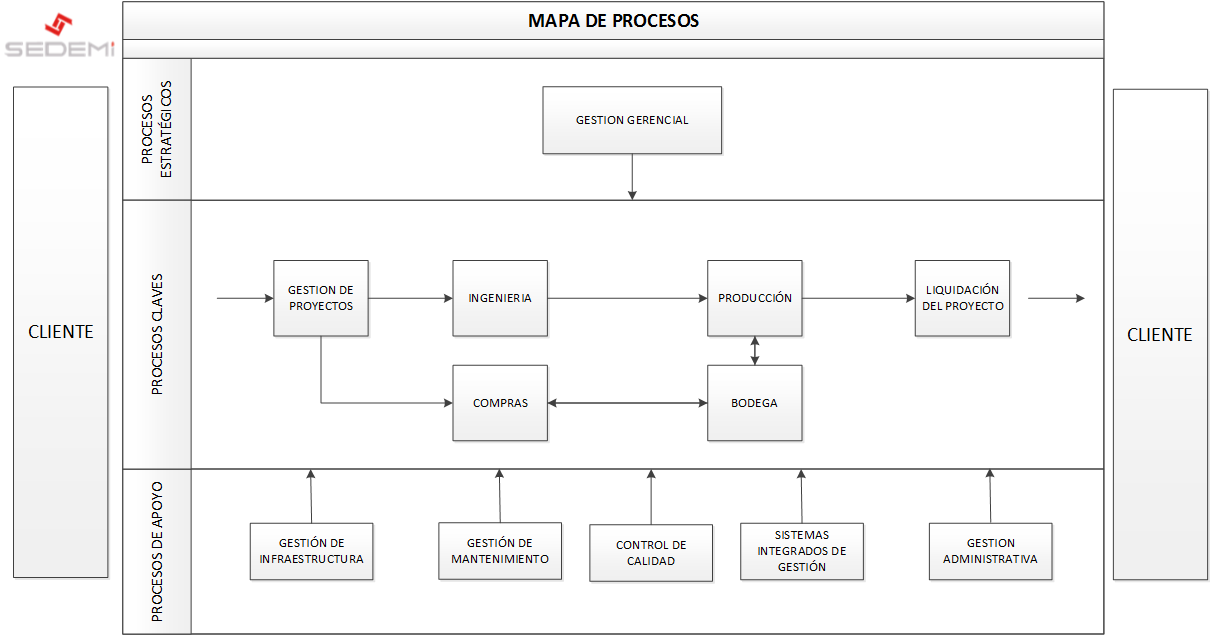 SEDEMI
MAPA DE PROCESOS
PROCESOS
ESTRATÉGICOS
GESTION GERENCIAL
CLIENTE
PROCESOS CLAVES
GESTION DE
PROYECTOS
INGENIERIA
PRODUCCIÓN
LIQUIDACIÓN
DEL PROYECTO
COMPRAS
BODEGA
CLIENTE
PROCESOS DE APOYO
GESTIÓN DE
INFRAESTRUCTURA
GESTIÓN DE
MANTENIMIENTO
CONTROL DE
CALIDAD
SISTEMAS
INTEGRADOS DE
GESTIÓN
GESTION
ADMINISTRATIVA